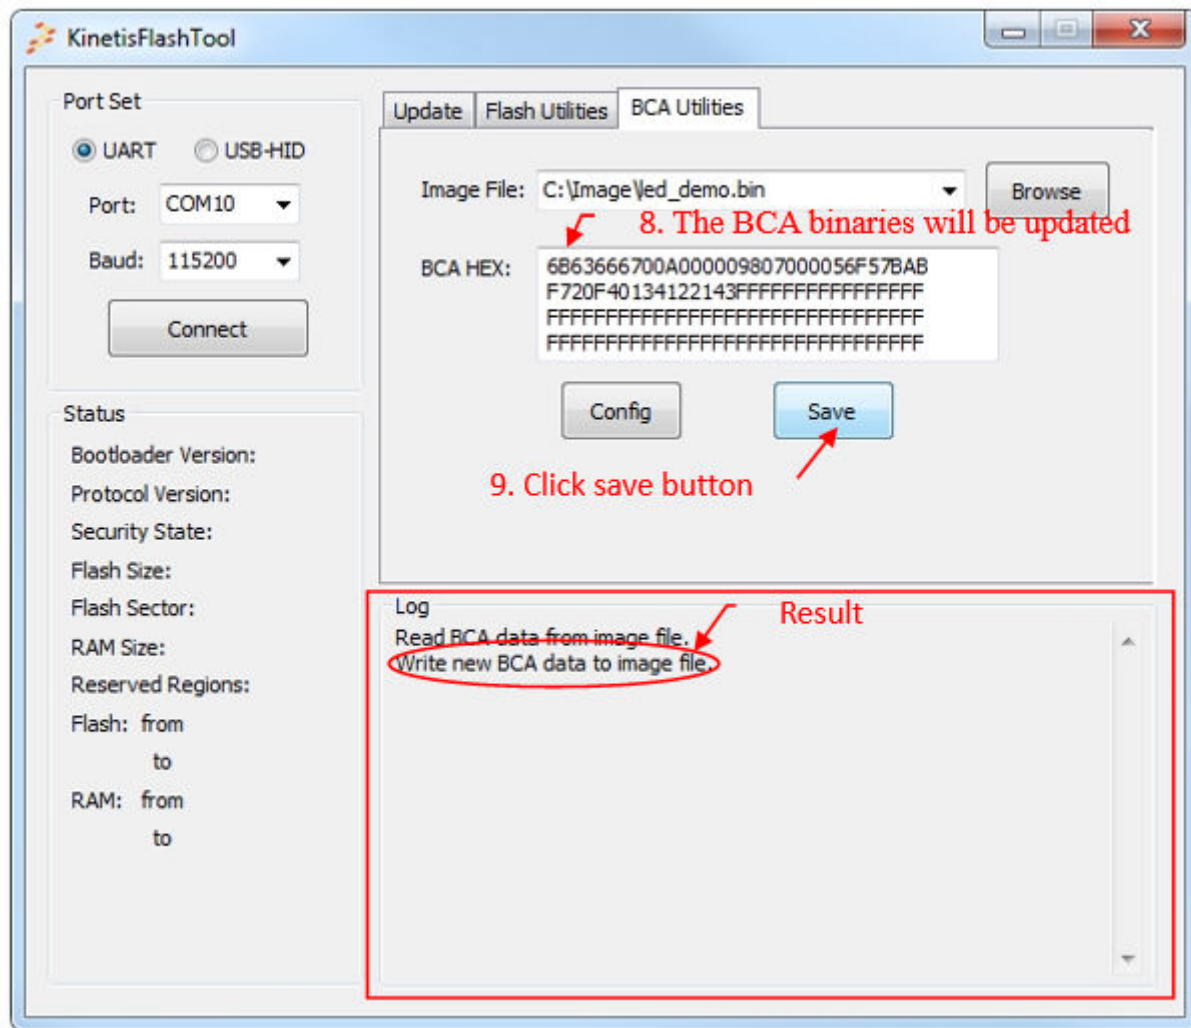 KinetisFlashTool
Port Set
UART USB-HID
Port: COM10
Baud: 115200
Connect
Status
Bootloader Version:
Protocol Version:
Security State:
Flash Size:
Flash Sector:
RAM Size:
Reserved Regions:
Flash: from
to
RAM: from
to
Update Flash Utilities BCA Utilities
Image File: C:\Image\led_demo.bin Browse
8. The BCA binaries will be updated
BCA HEX: 6B63666700A000009807000056F57BAB
F720F40134122143FFFFFFFFFFFFFFFF
FFFFFFFFFFFFFFFFFFFFFFFFFFFFFFFF
FFFFFFFFFFFFFFFFFFFFFFFFFFFFFFFF
Config Save
9. Click save button
Log
Result
Read BCA data from image file.
Write new BCA data to image file.